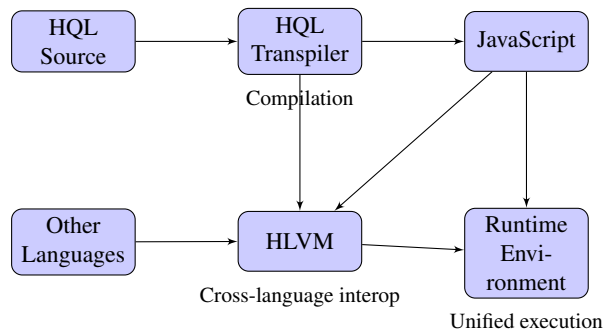 HQL
Source
HQL
Transpiler
JavaScript
Compilation
Other
Languages
HLVM
Runtime
Envi-
ronment
Cross-language interop
Unified execution